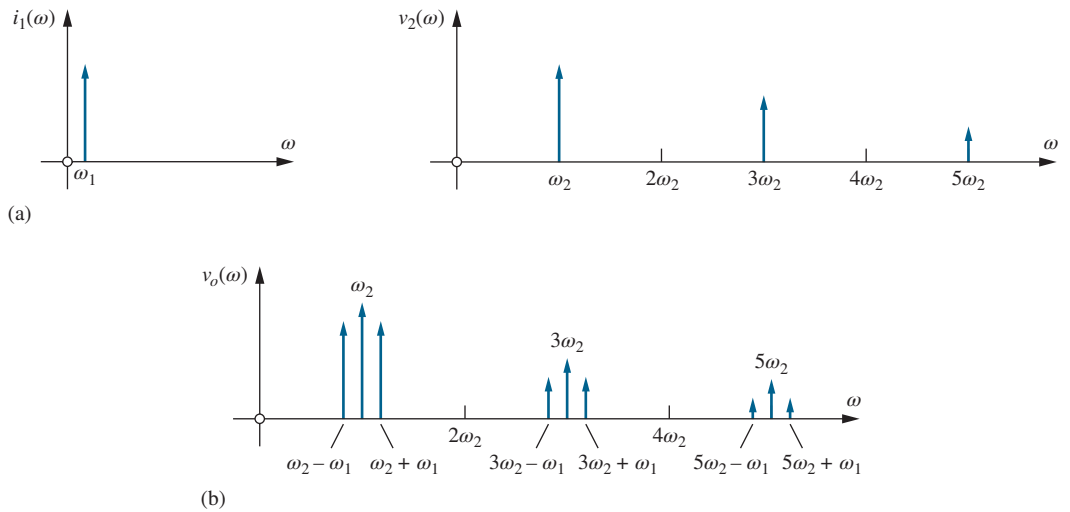 i₁(ω)
v₂(ω)
ω
ω
ω₁
ω₂
2ω₂
3ω₂
4ω₂
5ω₂
(a)
vₒ(ω)
ω₂
3ω₂
5ω₂
ω
2ω₂
4ω₂
ω₂ − ω₁
ω₂ + ω₁
3ω₂ − ω₁
3ω₂ + ω₁
5ω₂ − ω₁
5ω₂ + ω₁
(b)